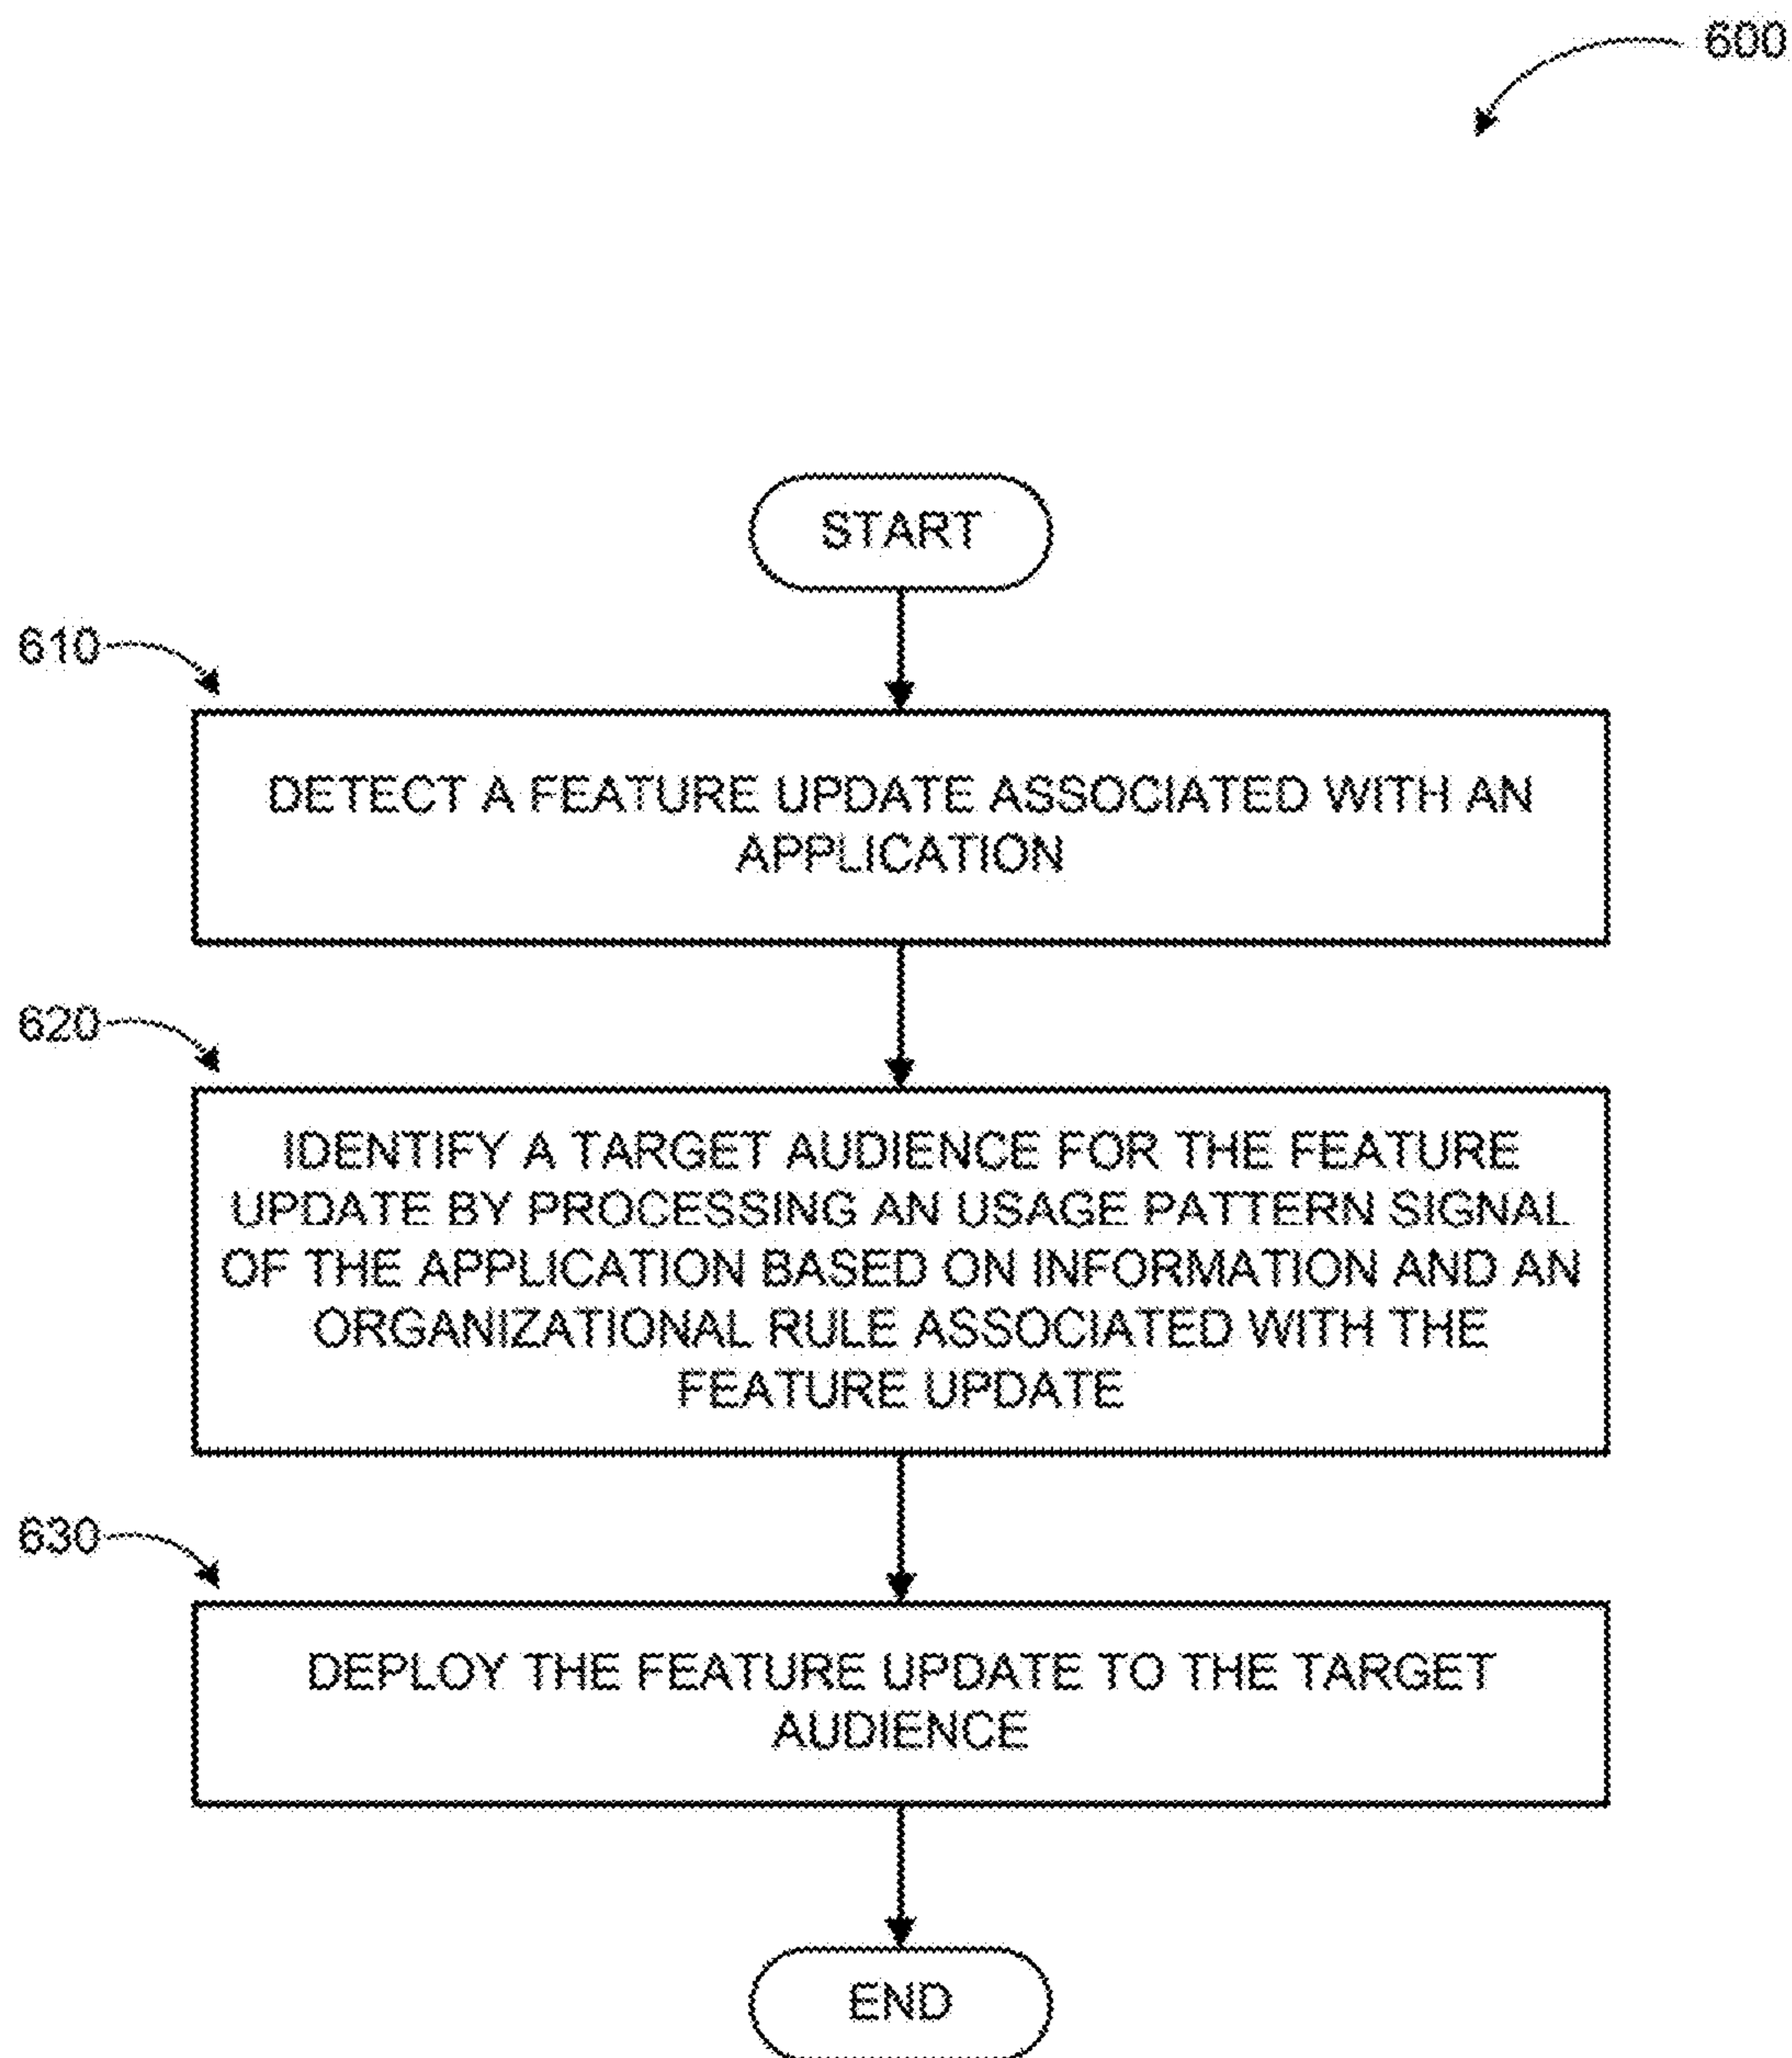 600
START
610
DETECT A FEATURE UPDATE ASSOCIATED WITH AN
APPLICATION
620
IDENTIFY A TARGET AUDIENCE FOR THE FEATURE
UPDATE BY PROCESSING AN USAGE PATTERN SIGNAL
OF THE APPLICATION BASED ON INFORMATION AND AN
ORGANIZATIONAL RULE ASSOCIATED WITH THE
FEATURE UPDATE
630
DEPLOY THE FEATURE UPDATE TO THE TARGET
AUDIENCE
END